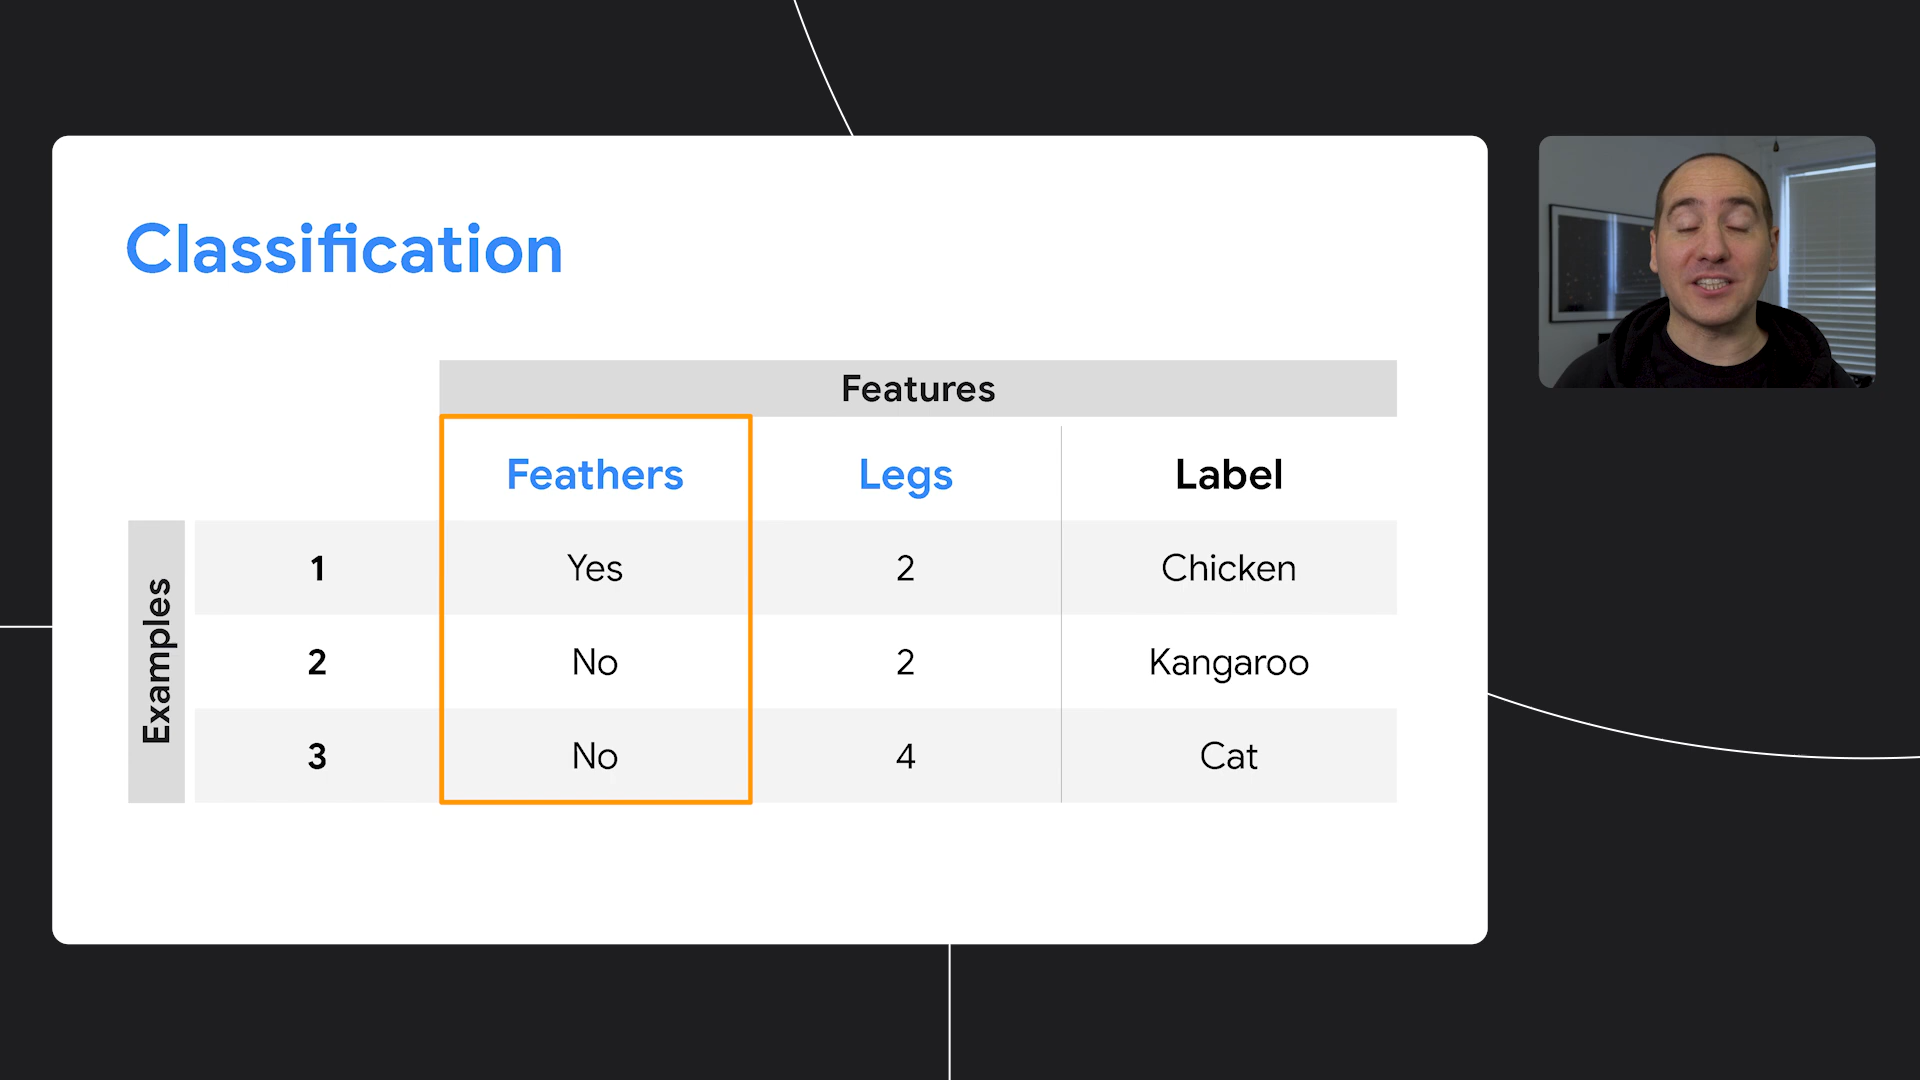 Classification
Features
Feathers Legs Label
Examples
1 Yes 2 Chicken
2 No 2 Kangaroo
3 No 4 Cat